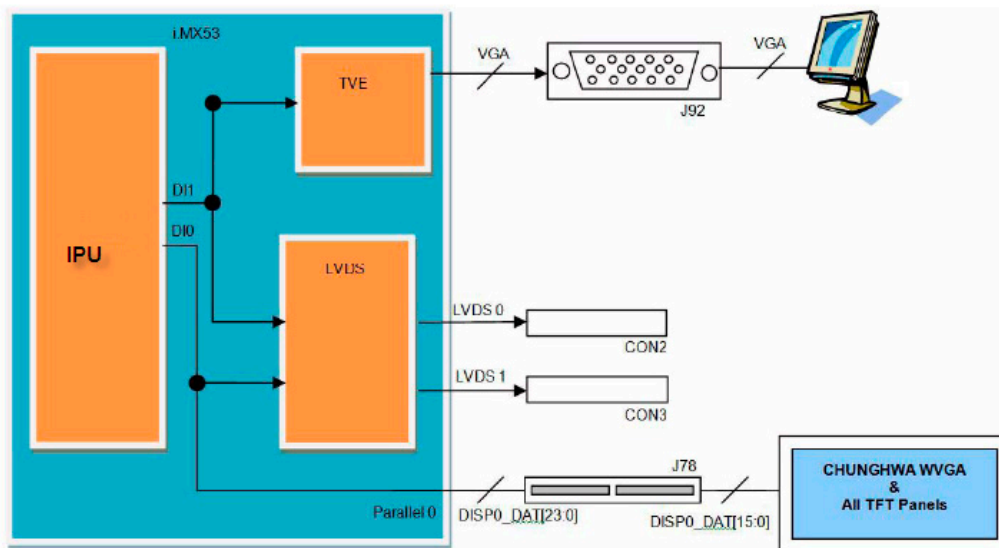 i.MX53
IPU
DI1
DI0
TVE
LVDS
VGA
VGA
J92
LVDS 0
CON2
LVDS 1
CON3
J78
Parallel 0
DISP0_DAT[23:0]
DISP0_DAT[15:0]
CHUNGHWA WVGA
&
All TFT Panels